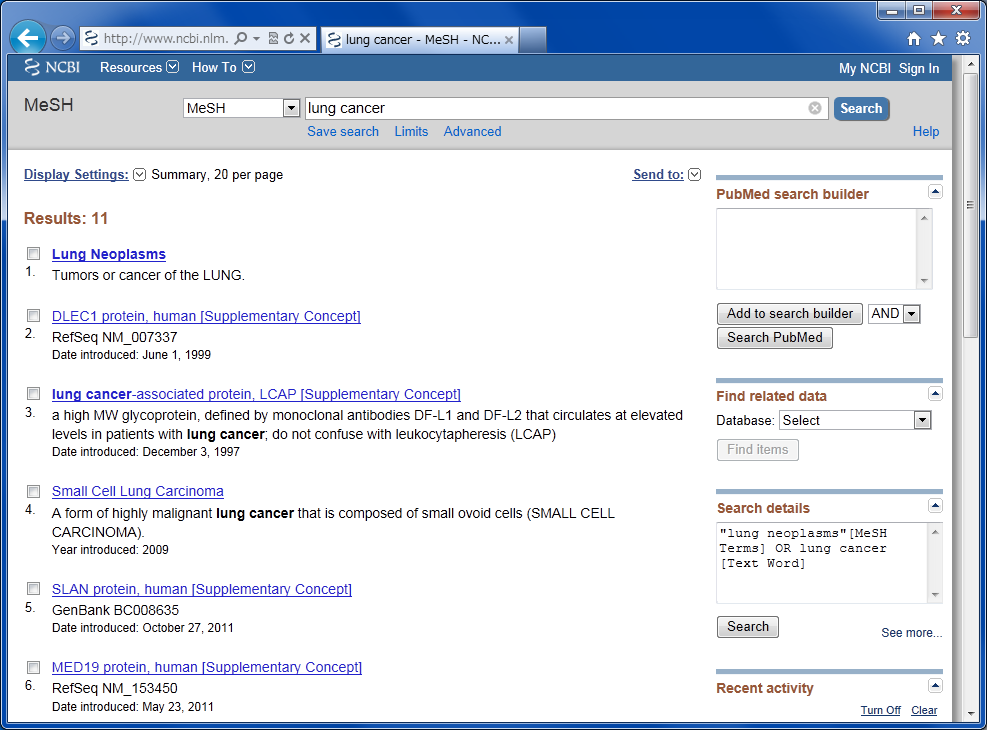 http://www.ncbi.nlm.
lung cancer - MeSH - NC...
NCBI Resources How To My NCBI Sign In
MeSH MeSH lung cancer Search
Save search Limits Advanced Help
Display Settings: Summary, 20 per page Send to:
Results: 11
Lung Neoplasms
1. Tumors or cancer of the LUNG.
DLEC1 protein, human [Supplementary Concept]
2. RefSeq NM_007337
Date introduced: June 1, 1999
lung cancer-associated protein, LCAP [Supplementary Concept]
3. a high MW glycoprotein, defined by monoclonal antibodies DF-L1 and DF-L2 that circulates at elevated
levels in patients with lung cancer; do not confuse with leukocytapheresis (LCAP)
Date introduced: December 3, 1997
Small Cell Lung Carcinoma
4. A form of highly malignant lung cancer that is composed of small ovoid cells (SMALL CELL
CARCINOMA).
Year introduced: 2009
SLAN protein, human [Supplementary Concept]
5. GenBank BC008635
Date introduced: October 27, 2011
MED19 protein, human [Supplementary Concept]
6. RefSeq NM_153450
Date introduced: May 23, 2011
PubMed search builder
Add to search builder AND
Search PubMed
Find related data
Database: Select
Find items
Search details
"lung neoplasms"[MeSH
Terms] OR lung cancer
[Text Word]
Search
See more...
Recent activity
Turn Off Clear